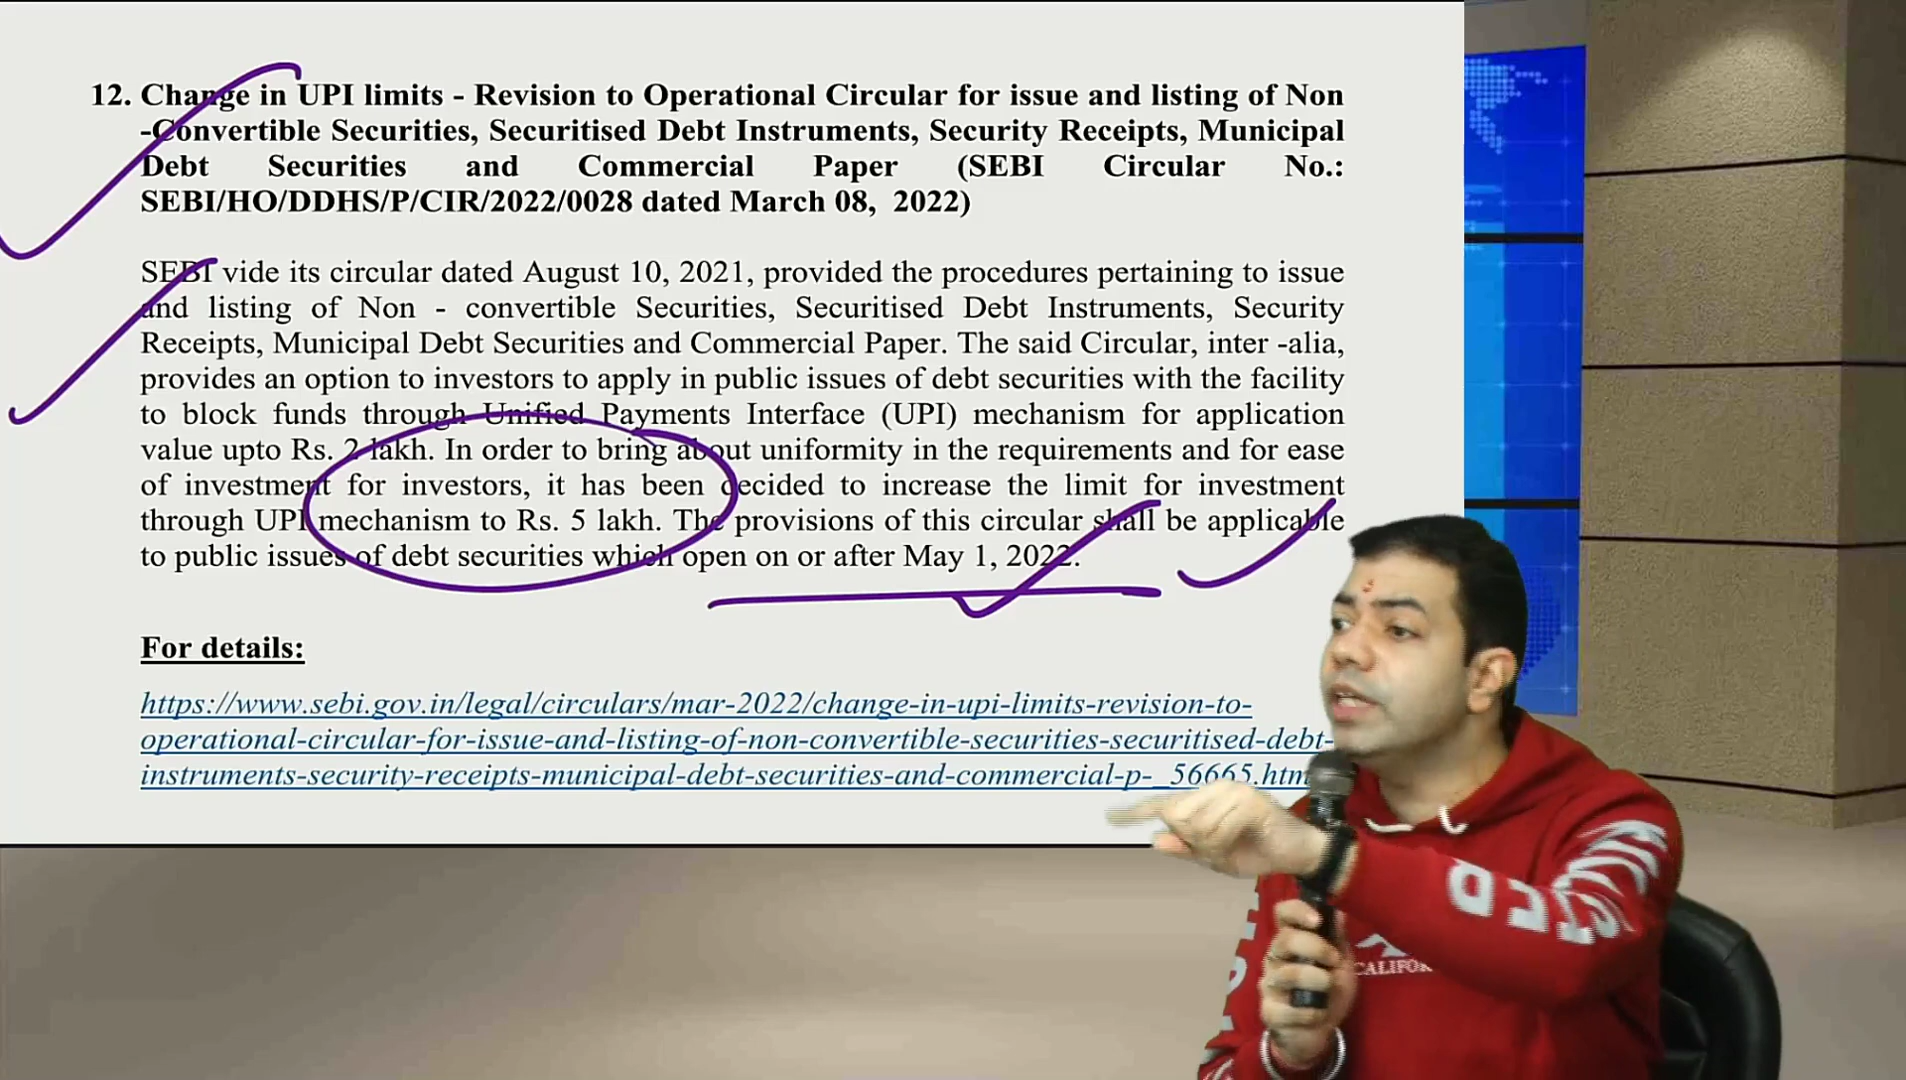 12. Change in UPI limits - Revision to Operational Circular for issue and listing of Non
-Convertible Securities, Securitised Debt Instruments, Security Receipts, Municipal
Debt Securities and Commercial Paper (SEBI Circular No.:
SEBI/HO/DDHS/P/CIR/2022/0028 dated March 08, 2022)
SEBI vide its circular dated August 10, 2021, provided the procedures pertaining to issue
and listing of Non - convertible Securities, Securitised Debt Instruments, Security
Receipts, Municipal Debt Securities and Commercial Paper. The said Circular, inter -alia,
provides an option to investors to apply in public issues of debt securities with the facility
to block funds through Unified Payments Interface (UPI) mechanism for application
value upto Rs. 2 lakh. In order to bring about uniformity in the requirements and for ease
of investment for investors, it has been decided to increase the limit for investment
through UPI mechanism to Rs. 5 lakh. The provisions of this circular shall be applicable
to public issues of debt securities which open on or after May 1, 2022.
For details:
https://www.sebi.gov.in/legal/circulars/mar-2022/change-in-upi-limits-revision-to-
operational-circular-for-issue-and-listing-of-non-convertible-securities-securitised-debt-
instruments-security-receipts-municipal-debt-securities-and-commercial-p-_56665.htm
CALIFOR